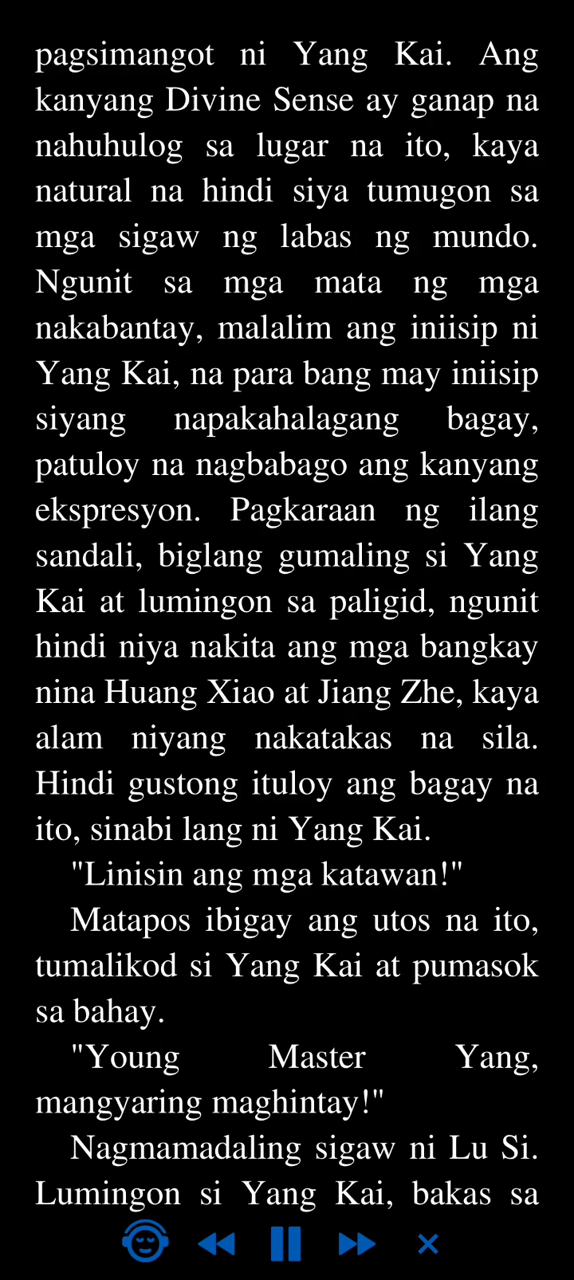 pagsimangot ni Yang Kai. Ang
kanyang Divine Sense ay ganap na
nahuhulog sa lugar na ito, kaya
natural na hindi siya tumugon sa
mga sigaw ng labas ng mundo.
Ngunit sa mga mata ng mga
nakabantay, malalim ang iniisip ni
Yang Kai, na para bang may iniisip
siyang napakahalagang bagay,
patuloy na nagbabago ang kanyang
ekspresyon. Pagkaraan ng ilang
sandali, biglang gumaling si Yang
Kai at lumingon sa paligid, ngunit
hindi niya nakita ang mga bangkay
nina Huang Xiao at Jiang Zhe, kaya
alam niyang nakatakas na sila.
Hindi gustong ituloy ang bagay na
ito, sinabi lang ni Yang Kai.
"Linisin ang mga katawan!"
Matapos ibigay ang utos na ito,
tumalikod si Yang Kai at pumasok
sa bahay.
"Young Master Yang,
mangyaring maghintay!"
Nagmamadaling sigaw ni Lu Si.
Lumingon si Yang Kai, bakas sa